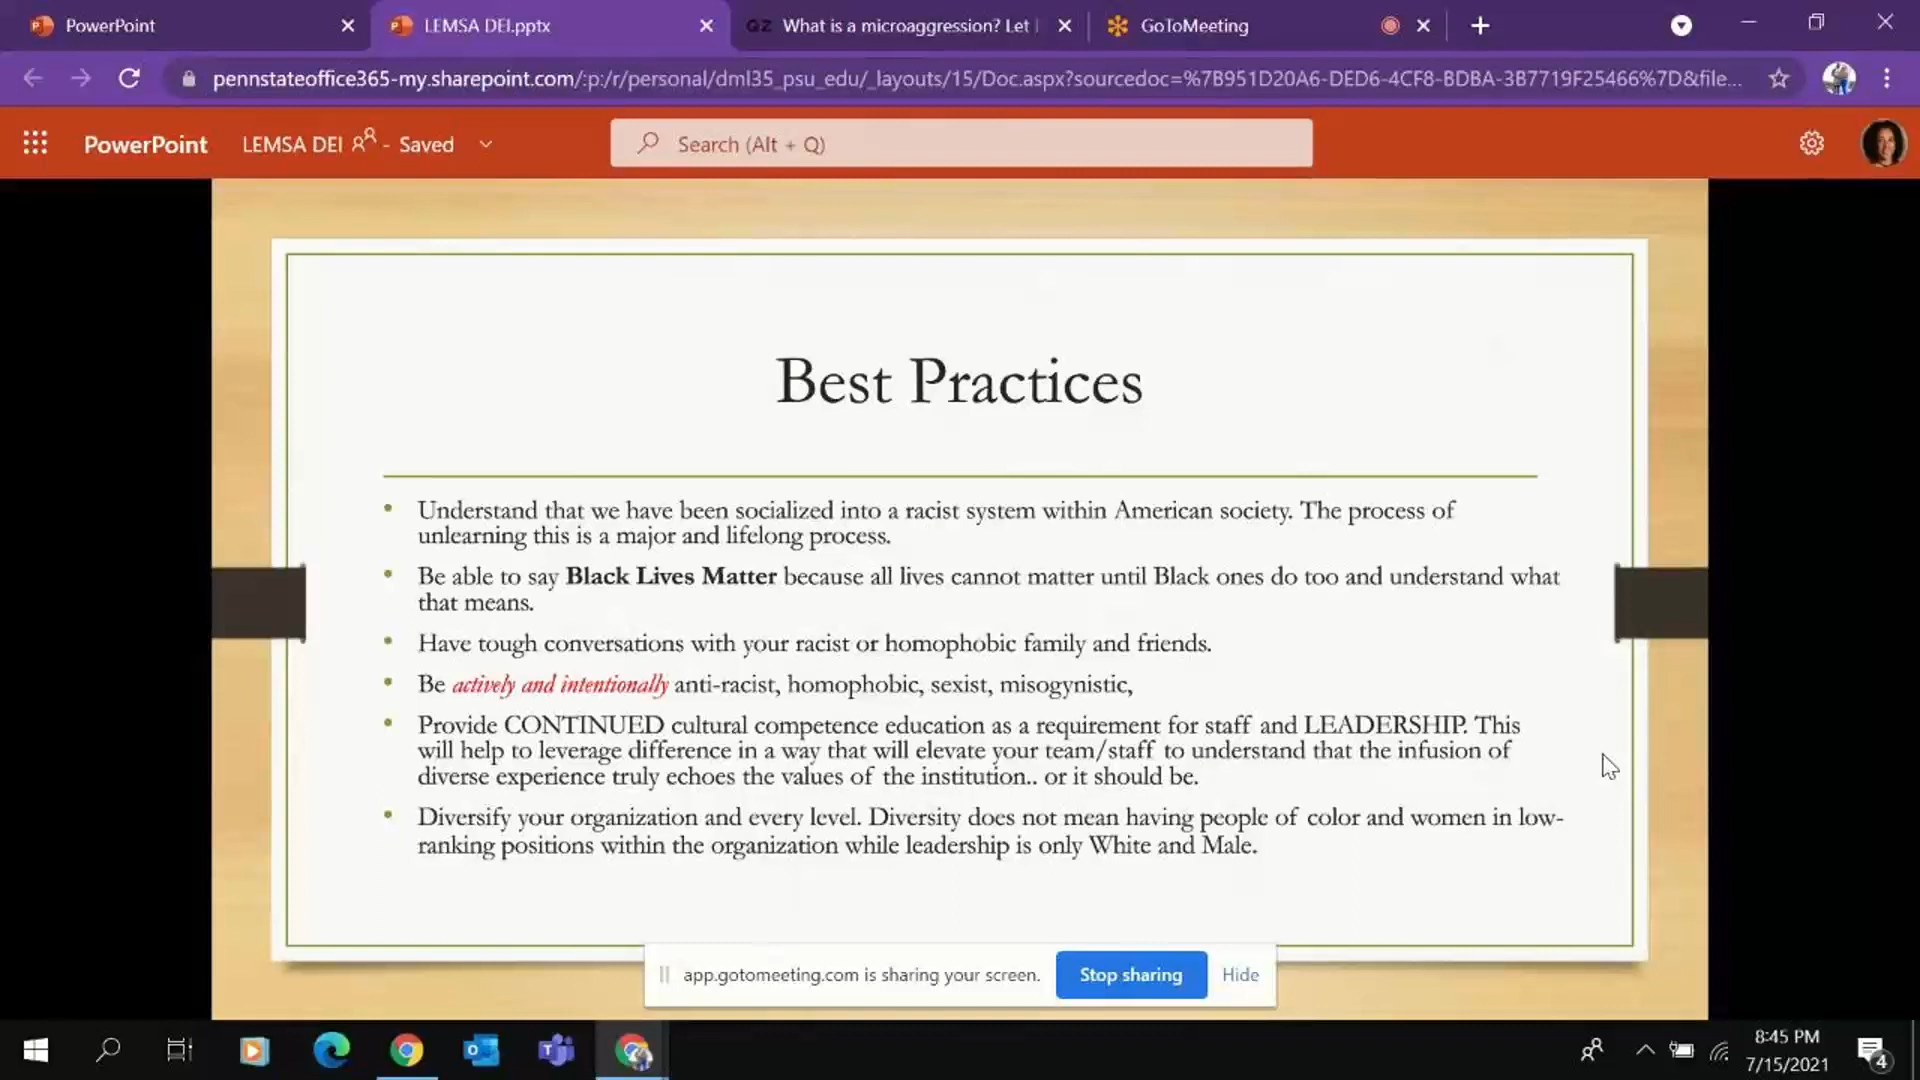 PowerPoint
LEMSA DEI.pptx
QZ What is a microaggression? Let
GoToMeeting
pennstateoffice365-my.sharepoint.com/:p:/r/personal/dml35_psu_edu/_layouts/15/Doc.aspx?sourcedoc=%7B951D20A6-DED6-4CF8-BDBA-3B7719F25466%7D&file...
PowerPoint
LEMSA DEI - Saved
Search (Alt + Q)
Best Practices
• Understand that we have been socialized into a racist system within American society. The process of
unlearning this is a major and lifelong process.
• Be able to say Black Lives Matter because all lives cannot matter until Black ones do too and understand what
that means.
• Have tough conversations with your racist or homophobic family and friends.
• Be actively and intentionally anti-racist, homophobic, sexist, misogynistic,
• Provide CONTINUED cultural competence education as a requirement for staff and LEADERSHIP. This
will help to leverage difference in a way that will elevate your team/staff to understand that the infusion of
diverse experience truly echoes the values of the institution.. or it should be.
• Diversify your organization and every level. Diversity does not mean having people of color and women in low-
ranking positions within the organization while leadership is only White and Male.
app.gotomeeting.com is sharing your screen.
Stop sharing
Hide
8:45 PM
7/15/2021
4